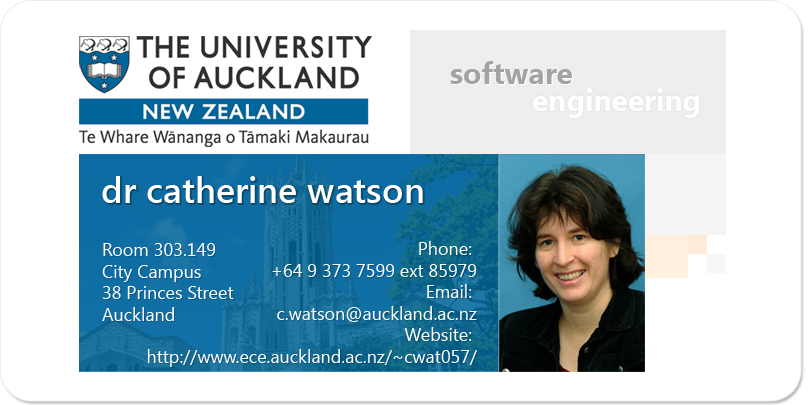 THE UNIVERSITY
OF AUCKLAND
NEW ZEALAND
Te Whare Wānanga o Tāmaki Makaurau
software
engineering
dr catherine watson
Room 303.149
City Campus
38 Princes Street
Auckland
Phone:
+64 9 373 7599 ext 85979
Email:
c.watson@auckland.ac.nz
Website:
http://www.ece.auckland.ac.nz/~cwat057/